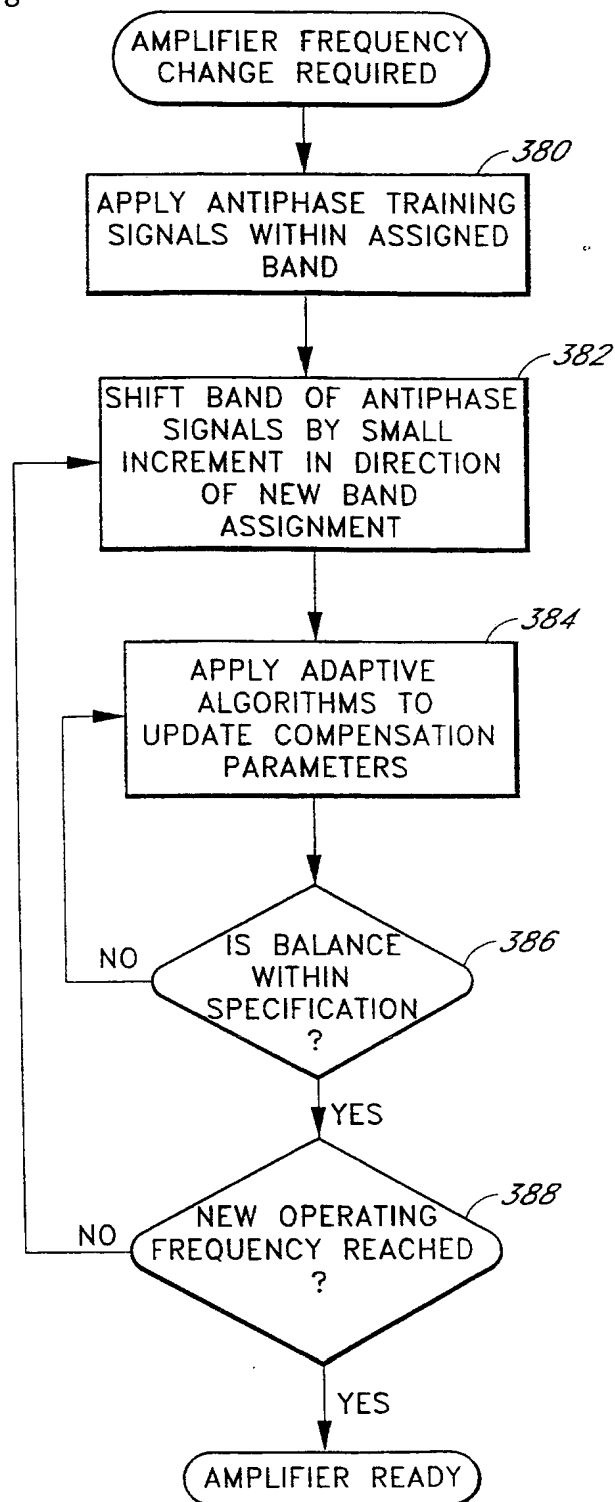 AMPLIFIER FREQUENCY
CHANGE REQUIRED
380
APPLY ANTIPHASE TRAINING
SIGNALS WITHIN ASSIGNED
BAND
382
SHIFT BAND OF ANTIPHASE
SIGNALS BY SMALL
INCREMENT IN DIRECTION
OF NEW BAND
ASSIGNMENT
384
APPLY ADAPTIVE
ALGORITHMS TO
UPDATE COMPENSATION
PARAMETERS
386
IS BALANCE
WITHIN
SPECIFICATION
?
NO
YES
388
NEW OPERATING
FREQUENCY REACHED
?
NO
YES
AMPLIFIER READY